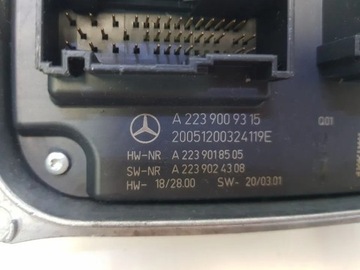 A 223 900 93 15 Q01
20051200324119E
HW-NR A 223 901 85 05
SW-NR A 223 902 43 08
HW- 18/28.00 SW- 20/03.01